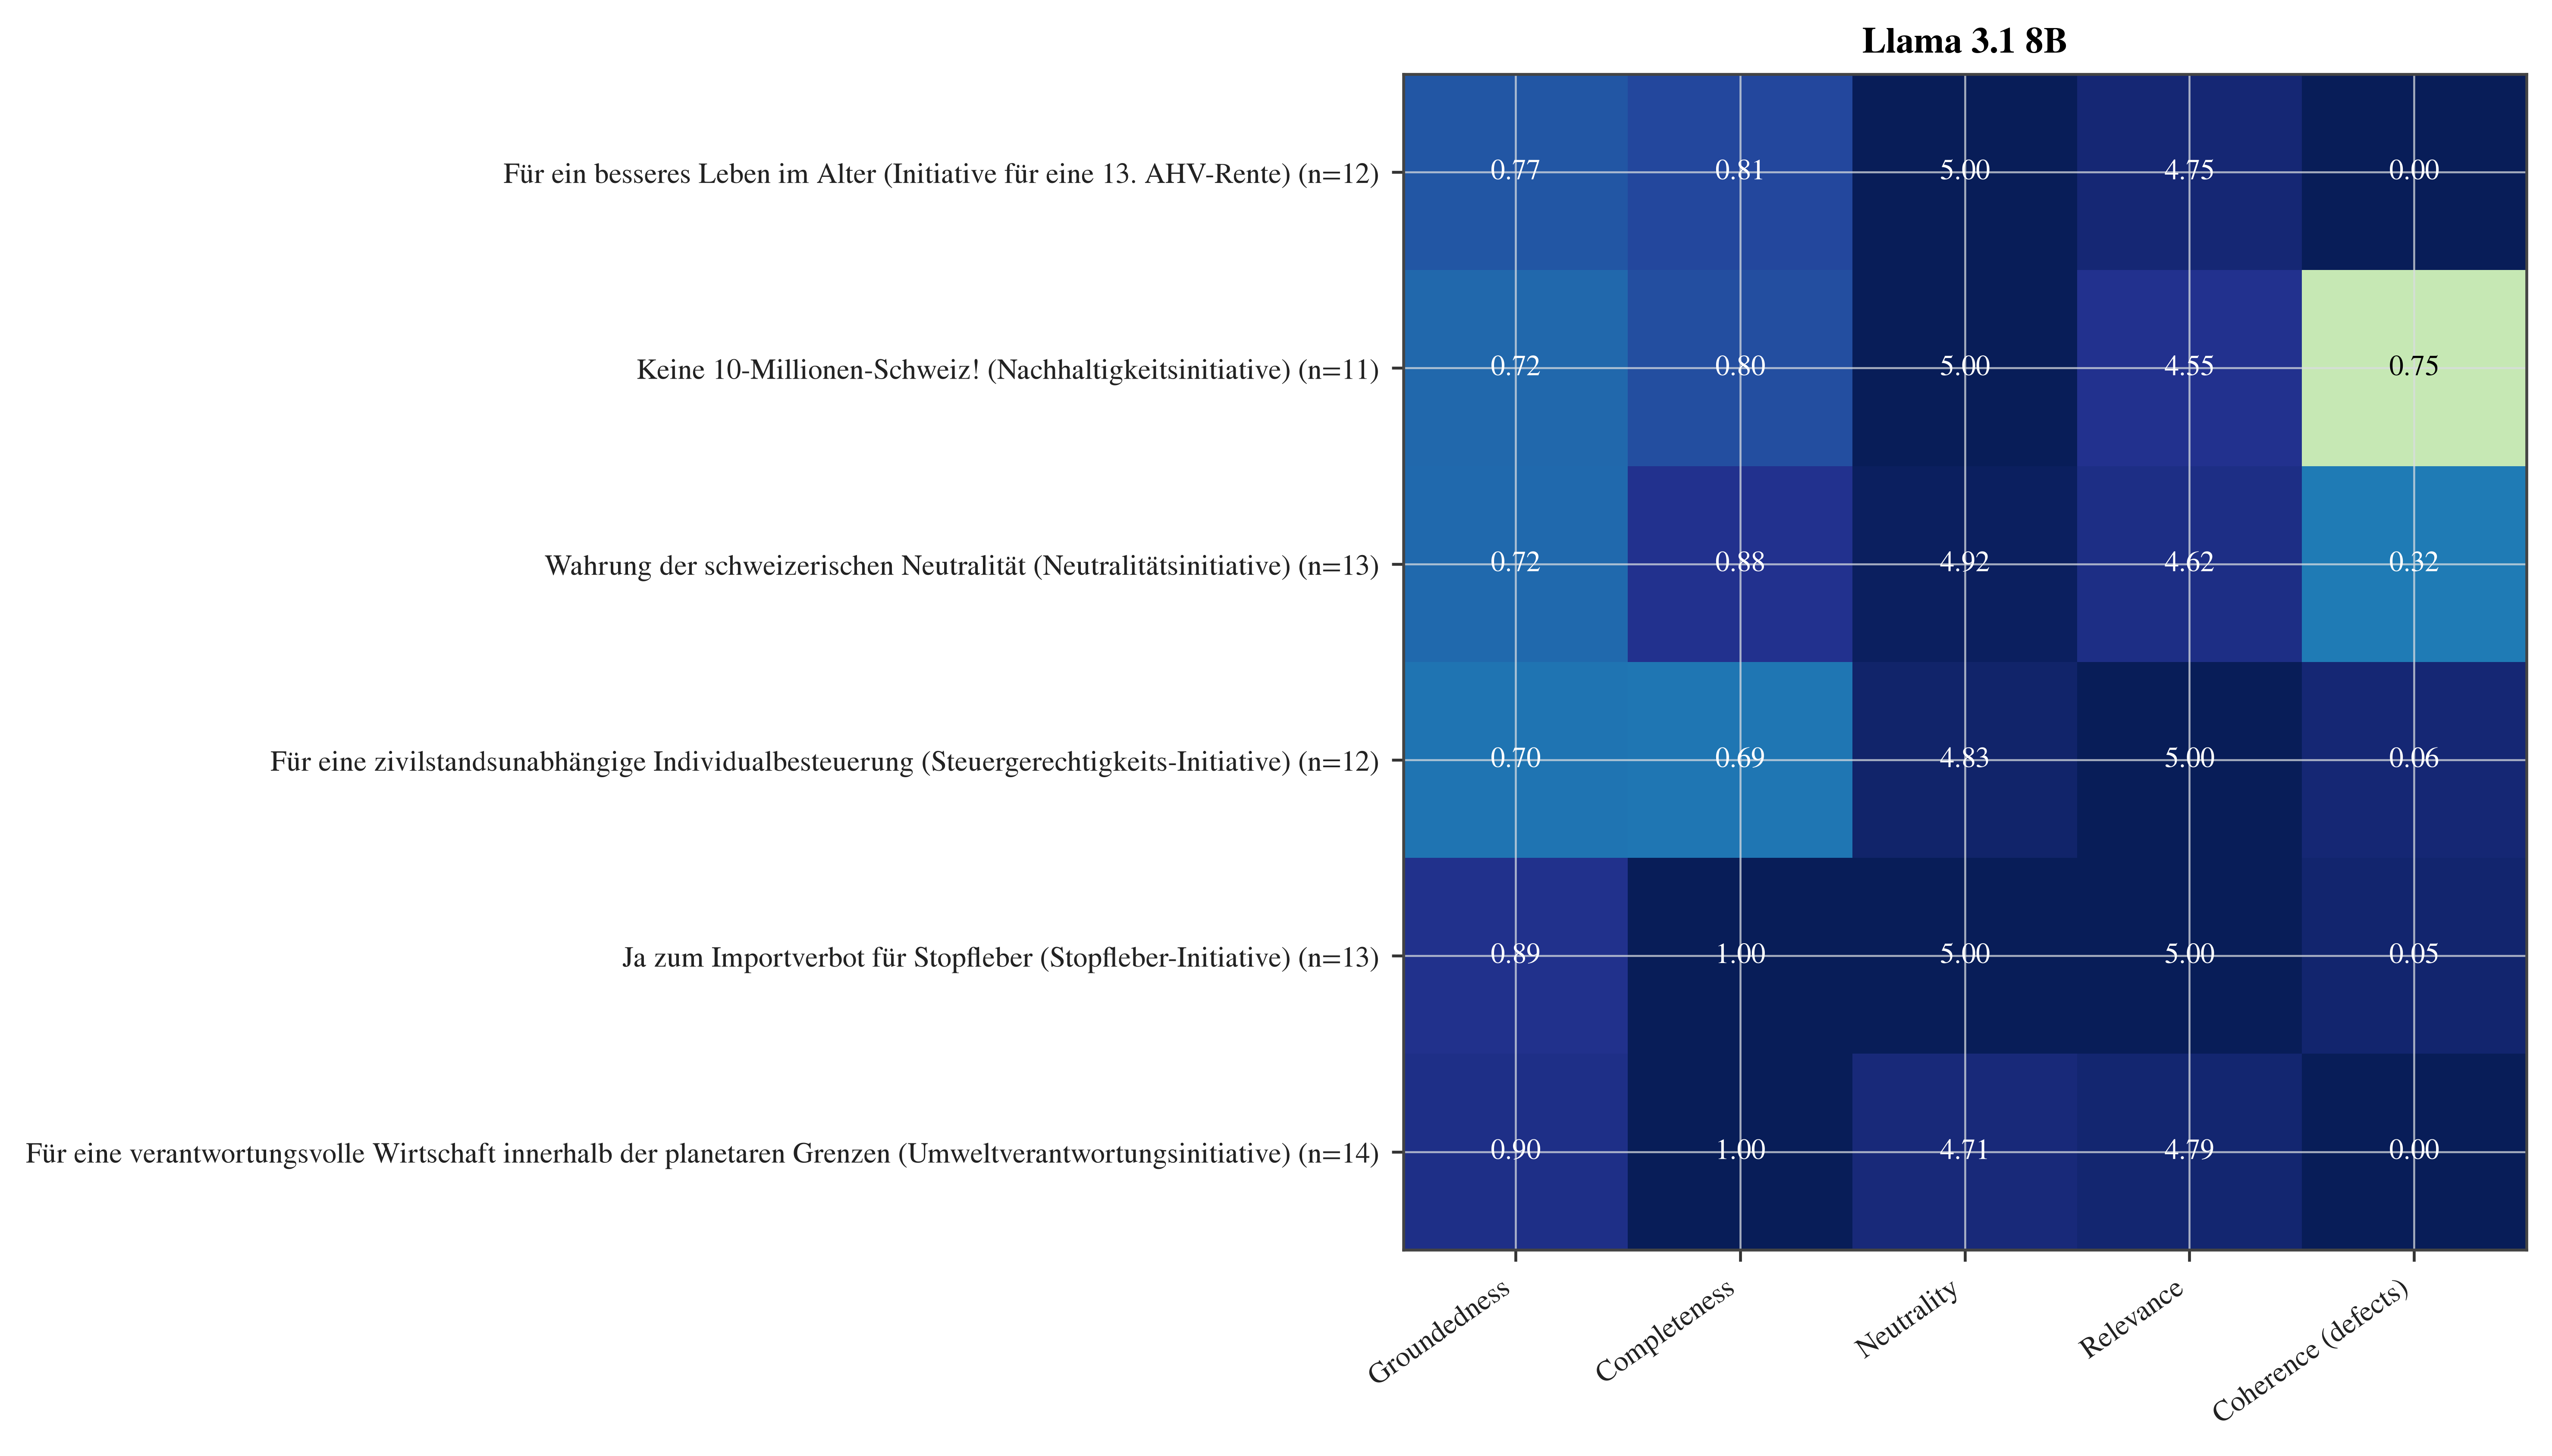 Llama 3.1 8B
Für ein besseres Leben im Alter (Initiative für eine 13. AHV-Rente) (n=12) 0.77 0.81 5.00 4.75 0.00
Keine 10-Millionen-Schweiz! (Nachhaltigkeitsinitiative) (n=11) 0.72 0.80 5.00 4.55 0.75
Wahrung der schweizerischen Neutralität (Neutralitätsinitiative) (n=13) 0.72 0.88 4.92 4.62 0.32
Für eine zivilstandsunabhängige Individualbesteuerung (Steuergerechtigkeits-Initiative) (n=12) 0.70 0.69 4.83 5.00 0.06
Ja zum Importverbot für Stopfleber (Stopfleber-Initiative) (n=13) 0.89 1.00 5.00 5.00 0.05
Für eine verantwortungsvolle Wirtschaft innerhalb der planetaren Grenzen (Umweltverantwortungsinitiative) (n=14) 0.90 1.00 4.71 4.79 0.00
Groundedness Completeness Neutrality Relevance Coherence (defects)